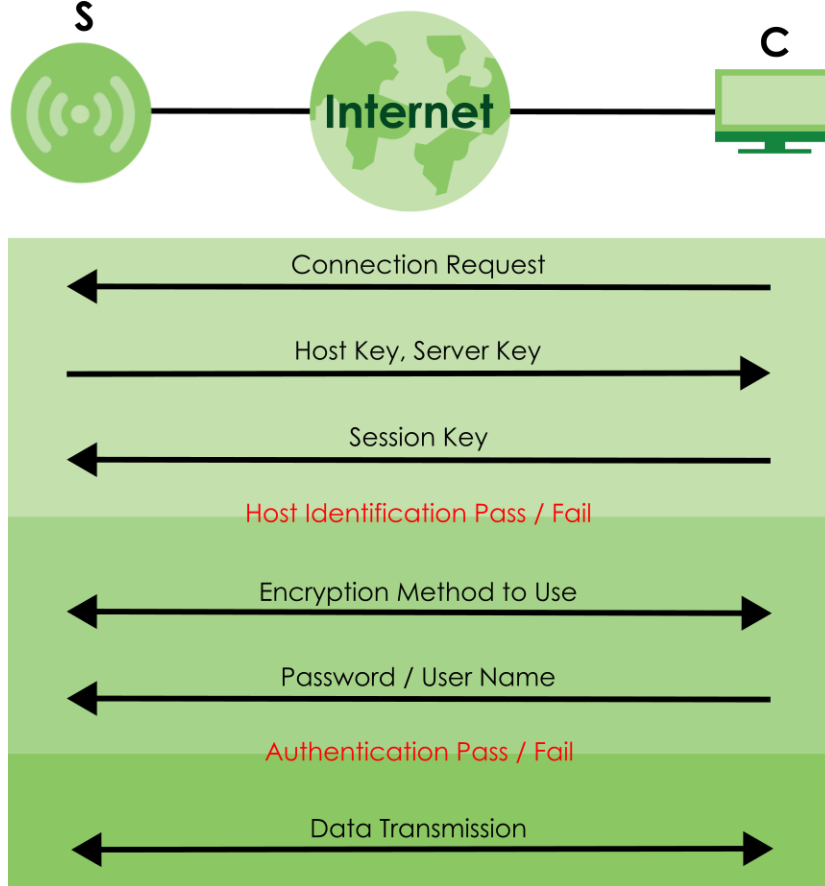 S
C
Internet
Connection Request
Host Key, Server Key
Session Key
Host Identification Pass / Fail
Encryption Method to Use
Password / User Name
Authentication Pass / Fail
Data Transmission